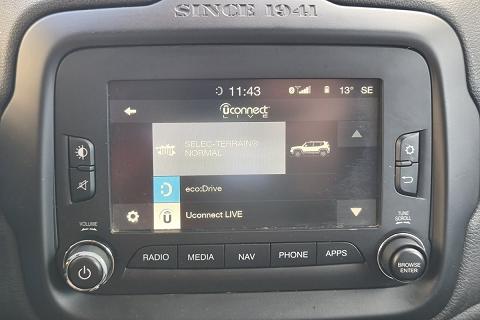 SINCE 1941
11:43 13° SE
Uconnect
LIVE
SELEC-TERRAIN®
NORMAL
eco:Drive
Uconnect LIVE
VOLUME
TUNE
SCROLL
RADIO MEDIA NAV PHONE APPS
BROWSE
ENTER